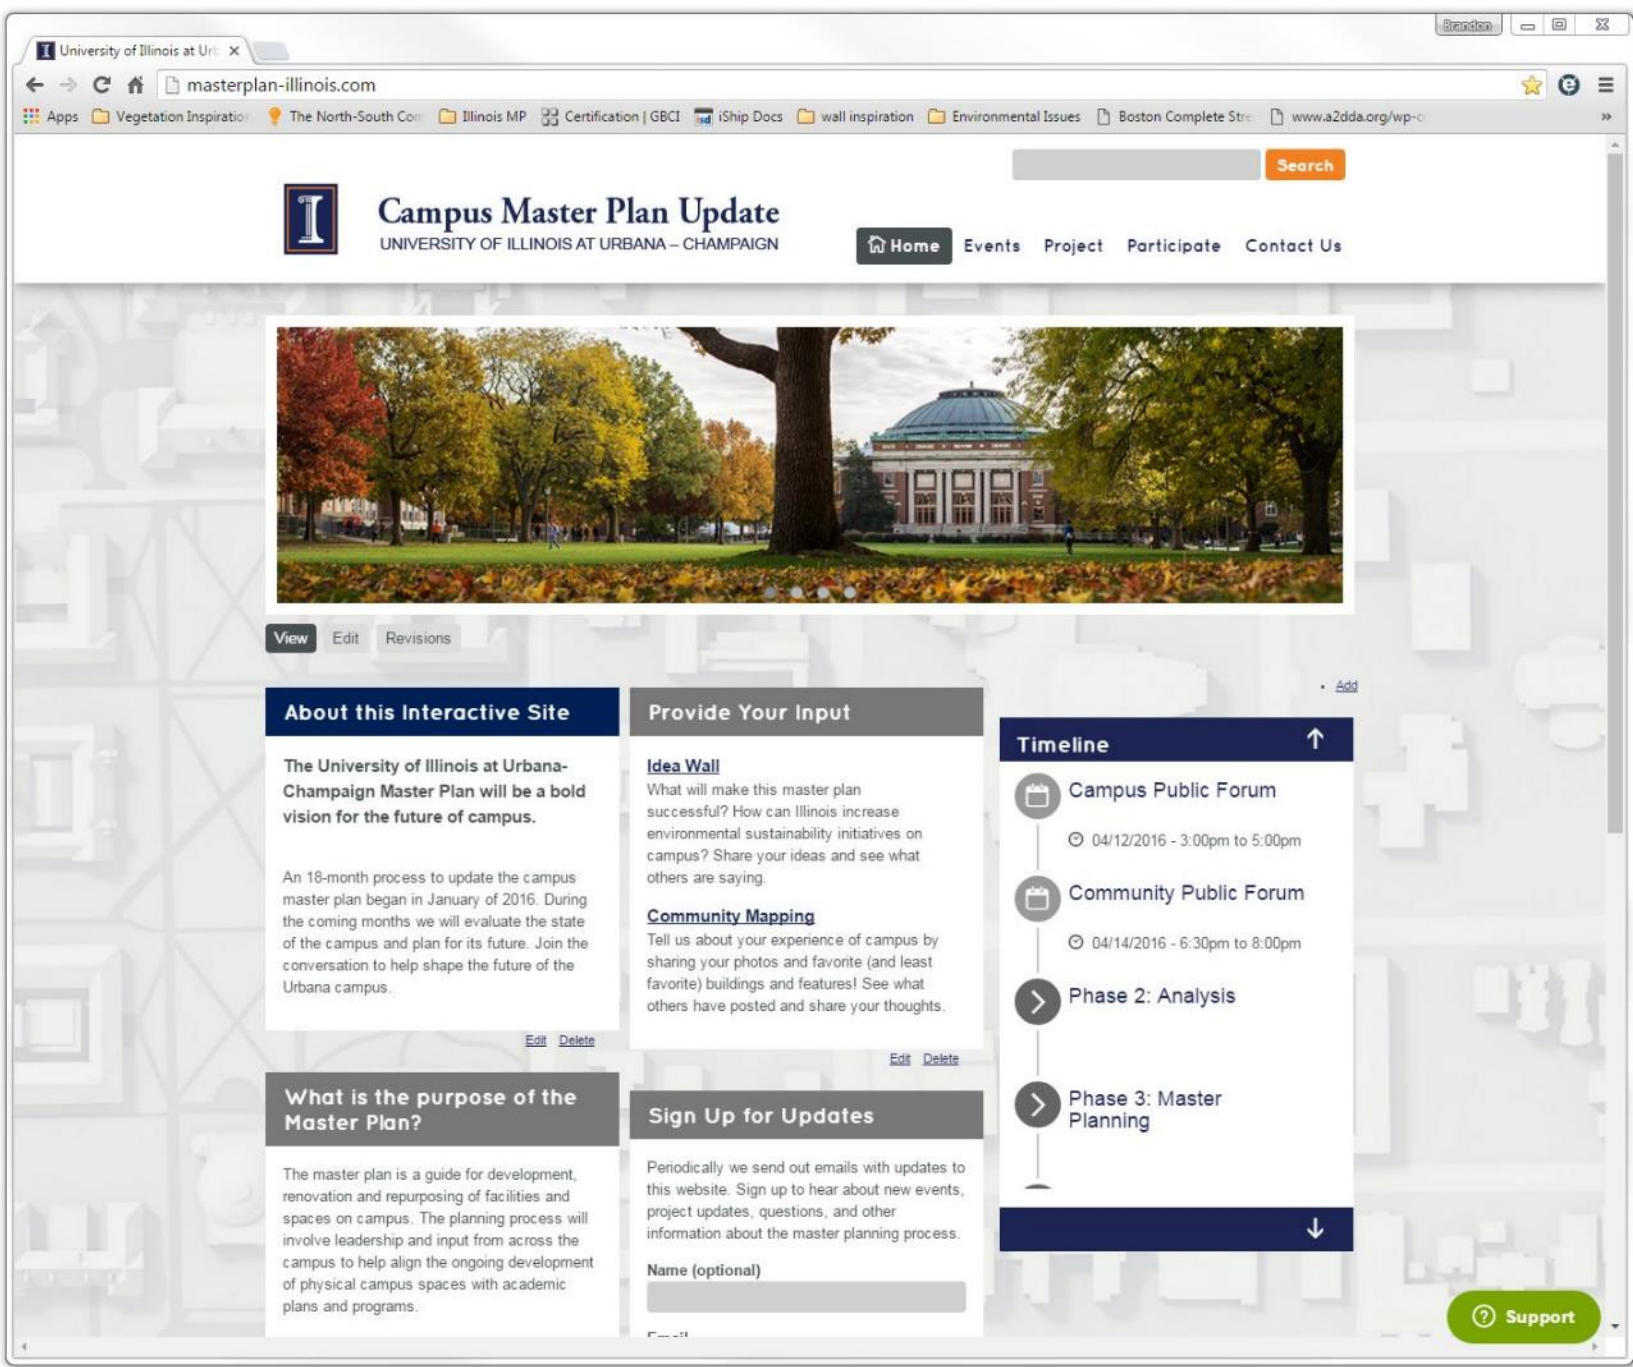 Brandon
University of Illinois at Urb
masterplan-illinois.com
Apps Vegetation Inspiration The North-South Com Illinois MP Certification | GBCI iShip Docs wall inspiration Environmental Issues Boston Complete Stre www.a2dda.org/wp-c »
Search
Campus Master Plan Update
UNIVERSITY OF ILLINOIS AT URBANA – CHAMPAIGN
Home Events Project Participate Contact Us
View Edit Revisions
Add
About this Interactive Site
The University of Illinois at Urbana-
Champaign Master Plan will be a bold
vision for the future of campus.
An 18-month process to update the campus
master plan began in January of 2016. During
the coming months we will evaluate the state
of the campus and plan for its future. Join the
conversation to help shape the future of the
Urbana campus.
Edit Delete
What is the purpose of the
Master Plan?
The master plan is a guide for development,
renovation and repurposing of facilities and
spaces on campus. The planning process will
involve leadership and input from across the
campus to help align the ongoing development
of physical campus spaces with academic
plans and programs.
Provide Your Input
Idea Wall
What will make this master plan
successful? How can Illinois increase
environmental sustainability initiatives on
campus? Share your ideas and see what
others are saying.
Community Mapping
Tell us about your experience of campus by
sharing your photos and favorite (and least
favorite) buildings and features! See what
others have posted and share your thoughts.
Edit Delete
Sign Up for Updates
Periodically we send out emails with updates to
this website. Sign up to hear about new events,
project updates, questions, and other
information about the master planning process.
Name (optional)
Email
Timeline
Campus Public Forum
04/12/2016 - 3:00pm to 5:00pm
Community Public Forum
04/14/2016 - 6:30pm to 8:00pm
Phase 2: Analysis
Phase 3: Master
Planning
Support